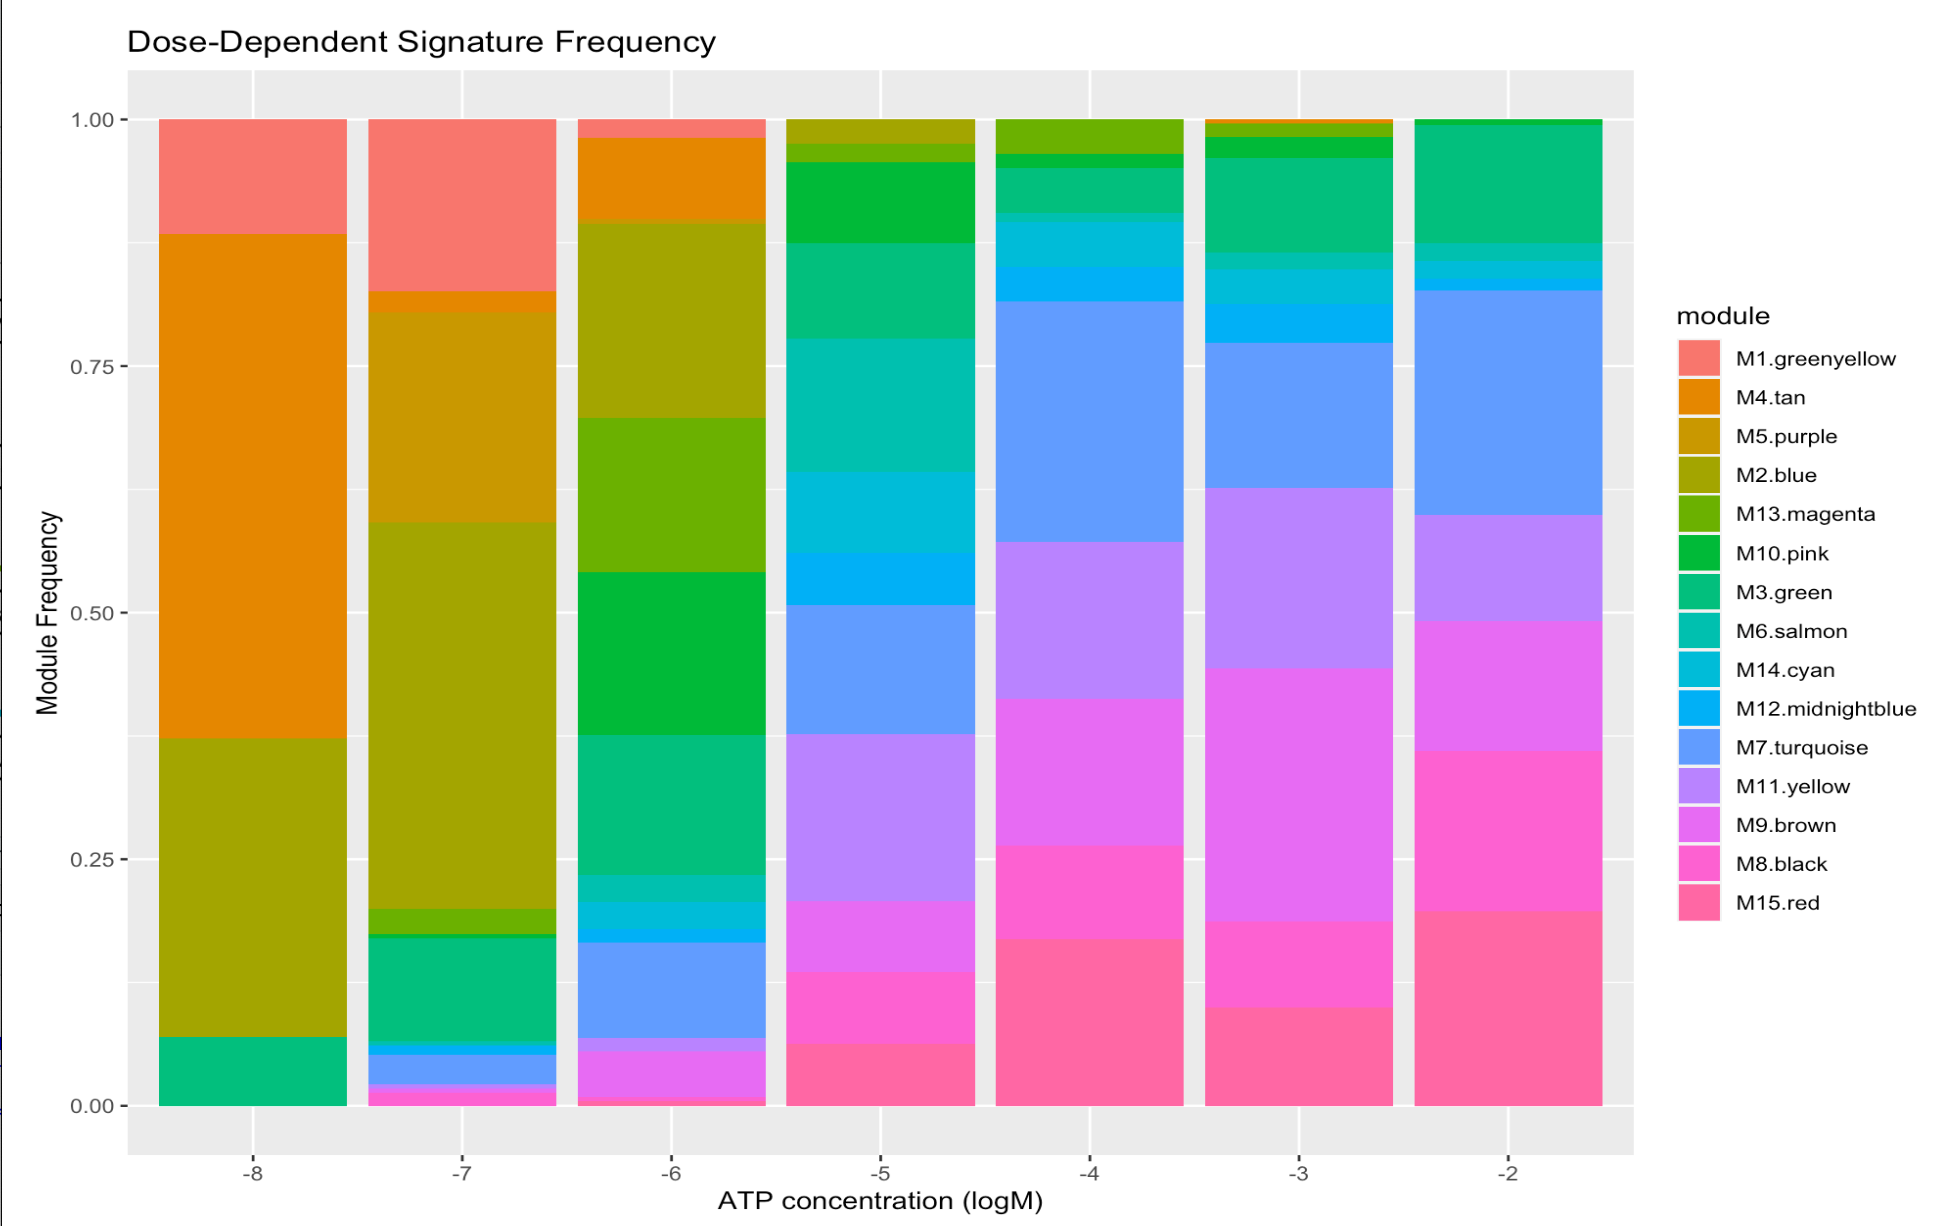 Dose-Dependent Signature Frequency
1.00
0.75
0.50
0.25
0.00
Module Frequency
-8 -7 -6 -5 -4 -3 -2
ATP concentration (logM)
module
M1.greenyellow
M4.tan
M5.purple
M2.blue
M13.magenta
M10.pink
M3.green
M6.salmon
M14.cyan
M12.midnightblue
M7.turquoise
M11.yellow
M9.brown
M8.black
M15.red